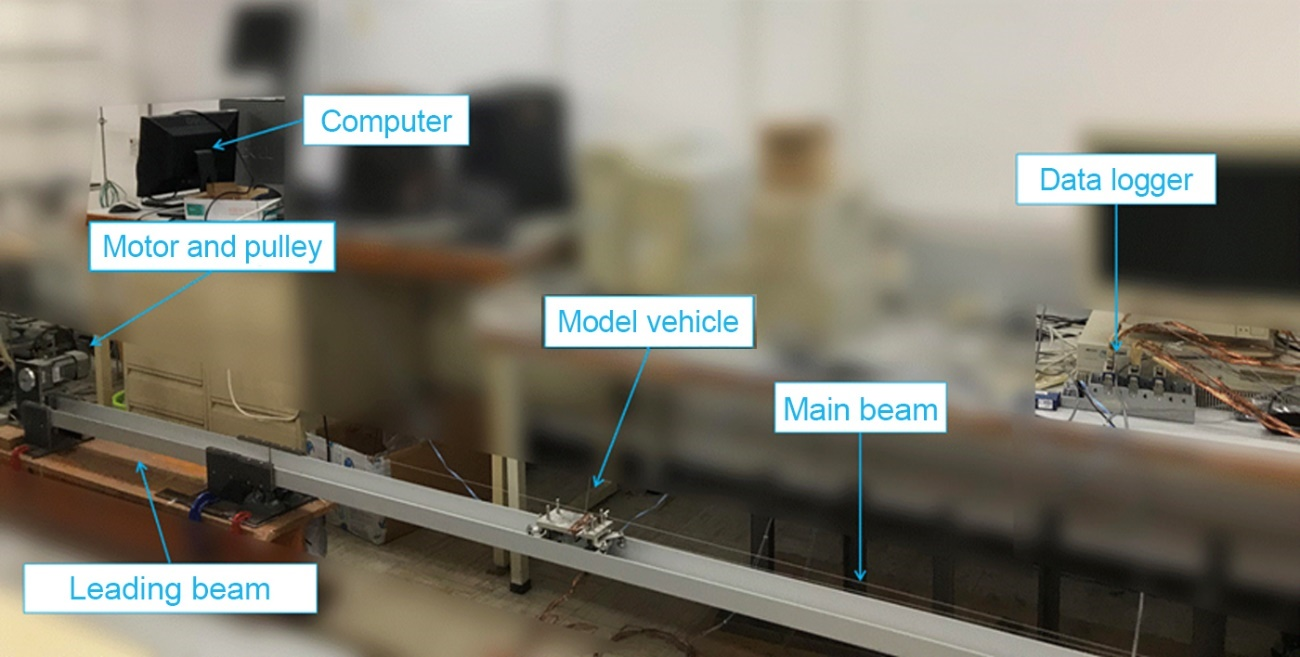 Computer
Data logger
Motor and pulley
Model vehicle
Main beam
Leading beam